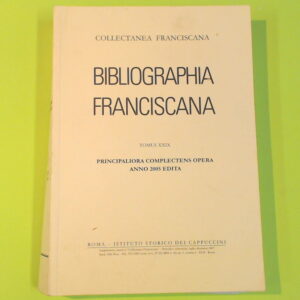 COLLECTANEA FRANCISCANA
BIBLIOGRAPHIA
FRANCISCANA
TOMUS XXIX
PRINCIPALIORA COMPLECTENS OPERA
ANNO 2005 EDITA
ROMA – ISTITUTO STORICO DEI CAPPUCCINI